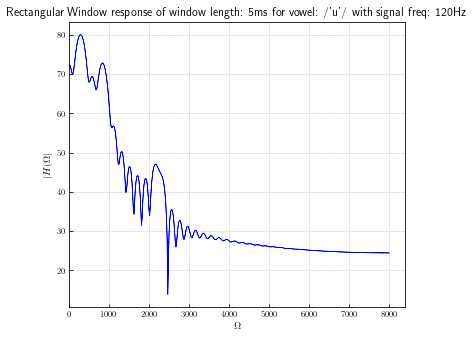 Rectangular Window response of window length: 5ms for vowel: /'u'/ with signal freq: 120Hz
80
70
60
50
40
30
20
|H(Ω|
0 1000 2000 3000 4000 5000 6000 7000 8000
Ω